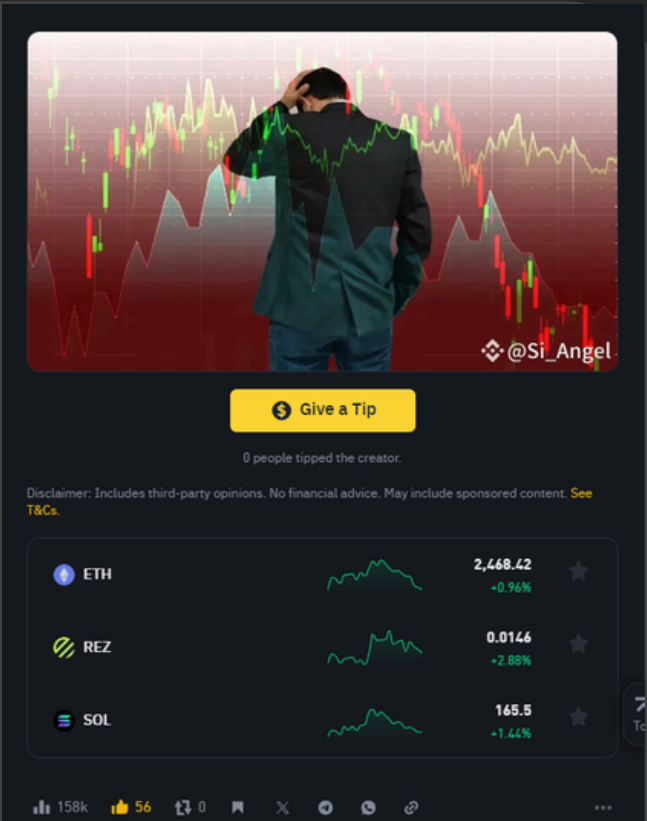 @Si_Angel
Give a Tip
0 people tipped the creator.
Disclaimer: Includes third-party opinions. No financial advice. May include sponsored content. See
T&Cs.
ETH
2,468.42
+0.96%
REZ
0.0146
+2.88%
SOL
165.5
+1.44%
158k 56 0